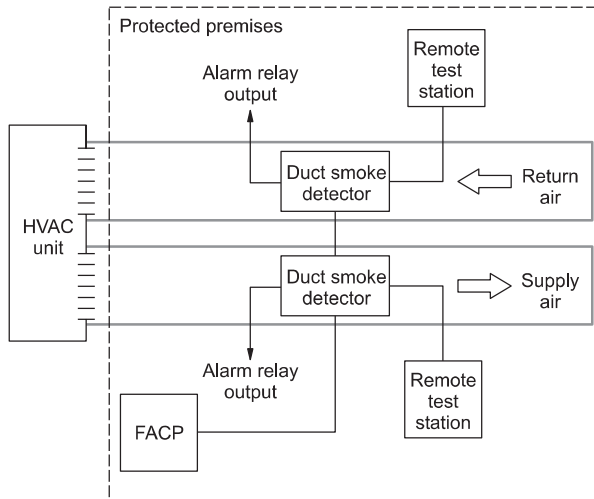 Protected premises
Remote
test
station
Alarm relay
output
Duct smoke
detector
Return
air
HVAC
unit
Duct smoke
detector
Supply
air
Alarm relay
output
Remote
test
station
FACP